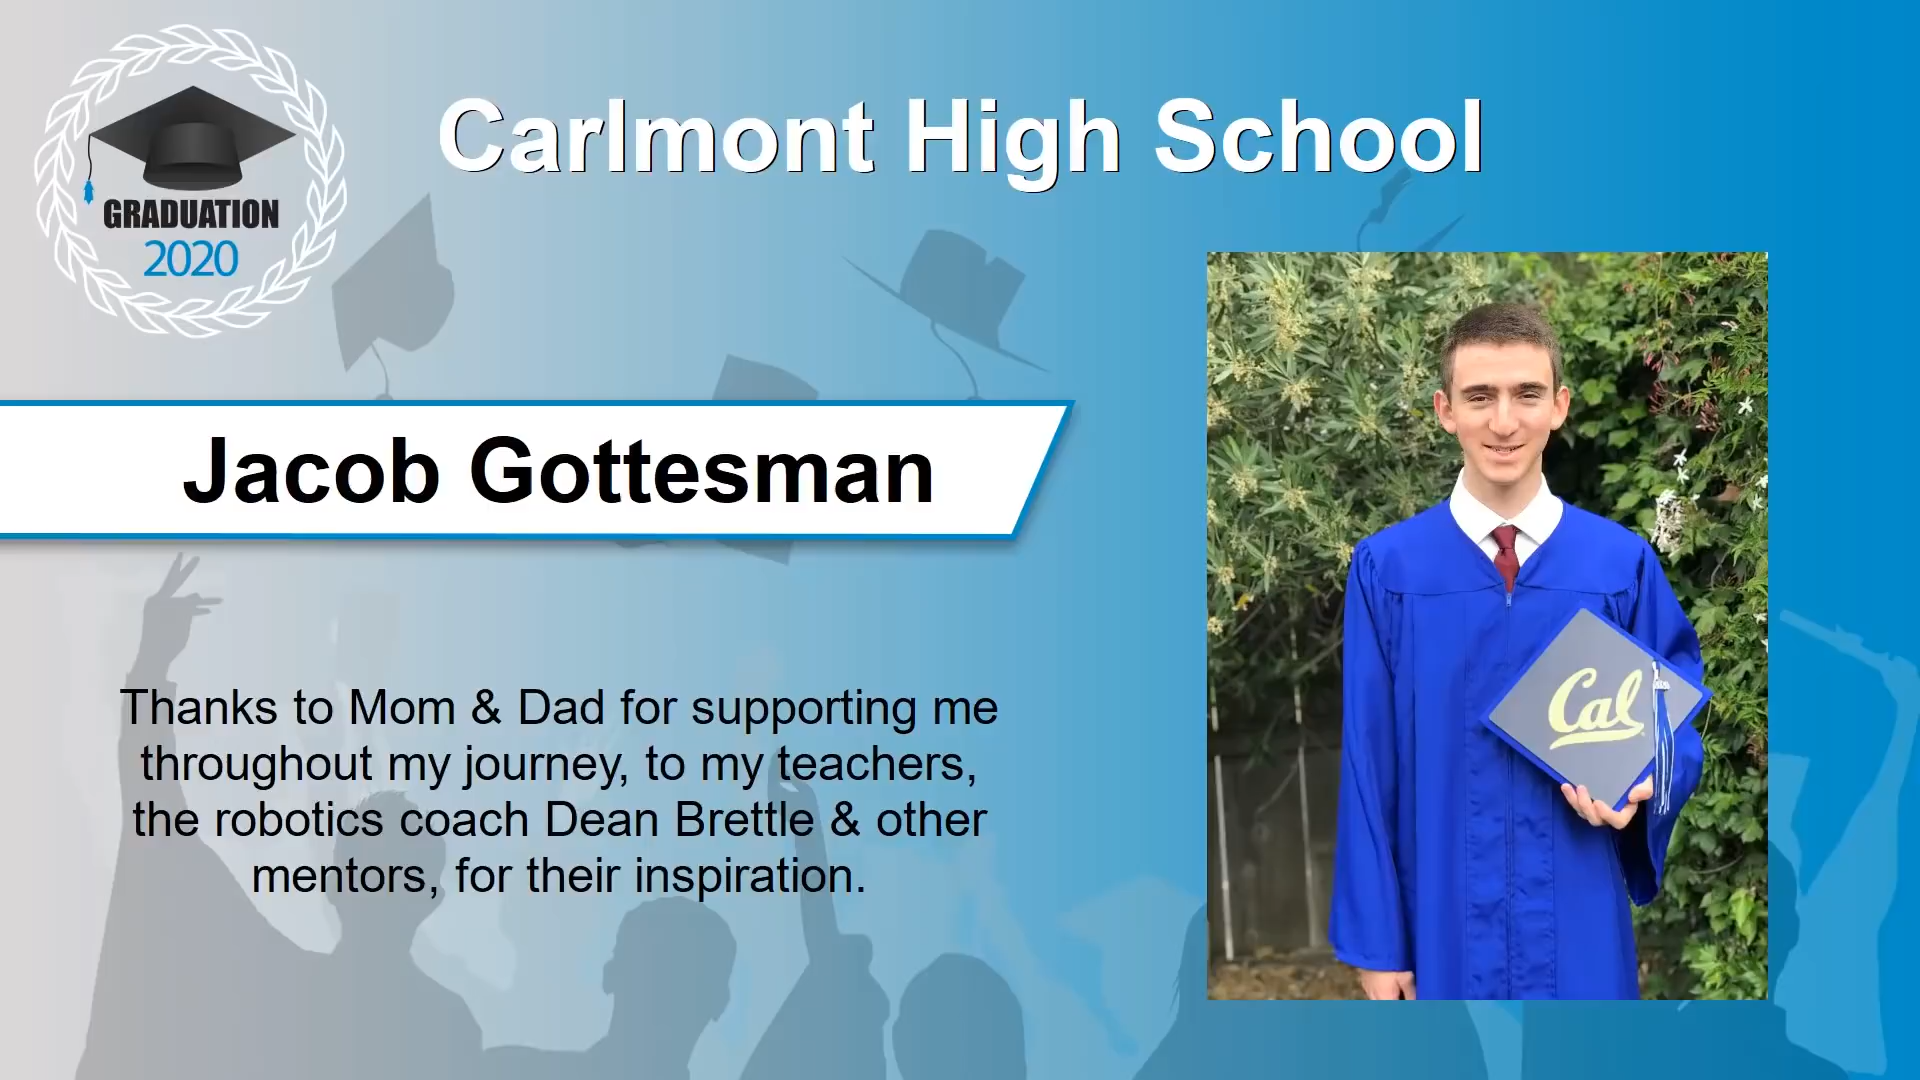 GRADUATION
2020
Carlmont High School
Jacob Gottesman
Thanks to Mom & Dad for supporting me
throughout my journey, to my teachers,
the robotics coach Dean Brettle & other
mentors, for their inspiration.
Cal